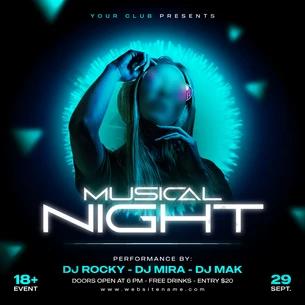 YOUR CLUB PRESENTS
MUSICAL
NIGHT
PERFORMANCE BY:
DJ ROCKY - DJ MIRA - DJ MAK
DOORS OPEN AT 6 PM - FREE DRINKS - ENTRY $20
www.websitename.com
18+
EVENT
29
SEPT.